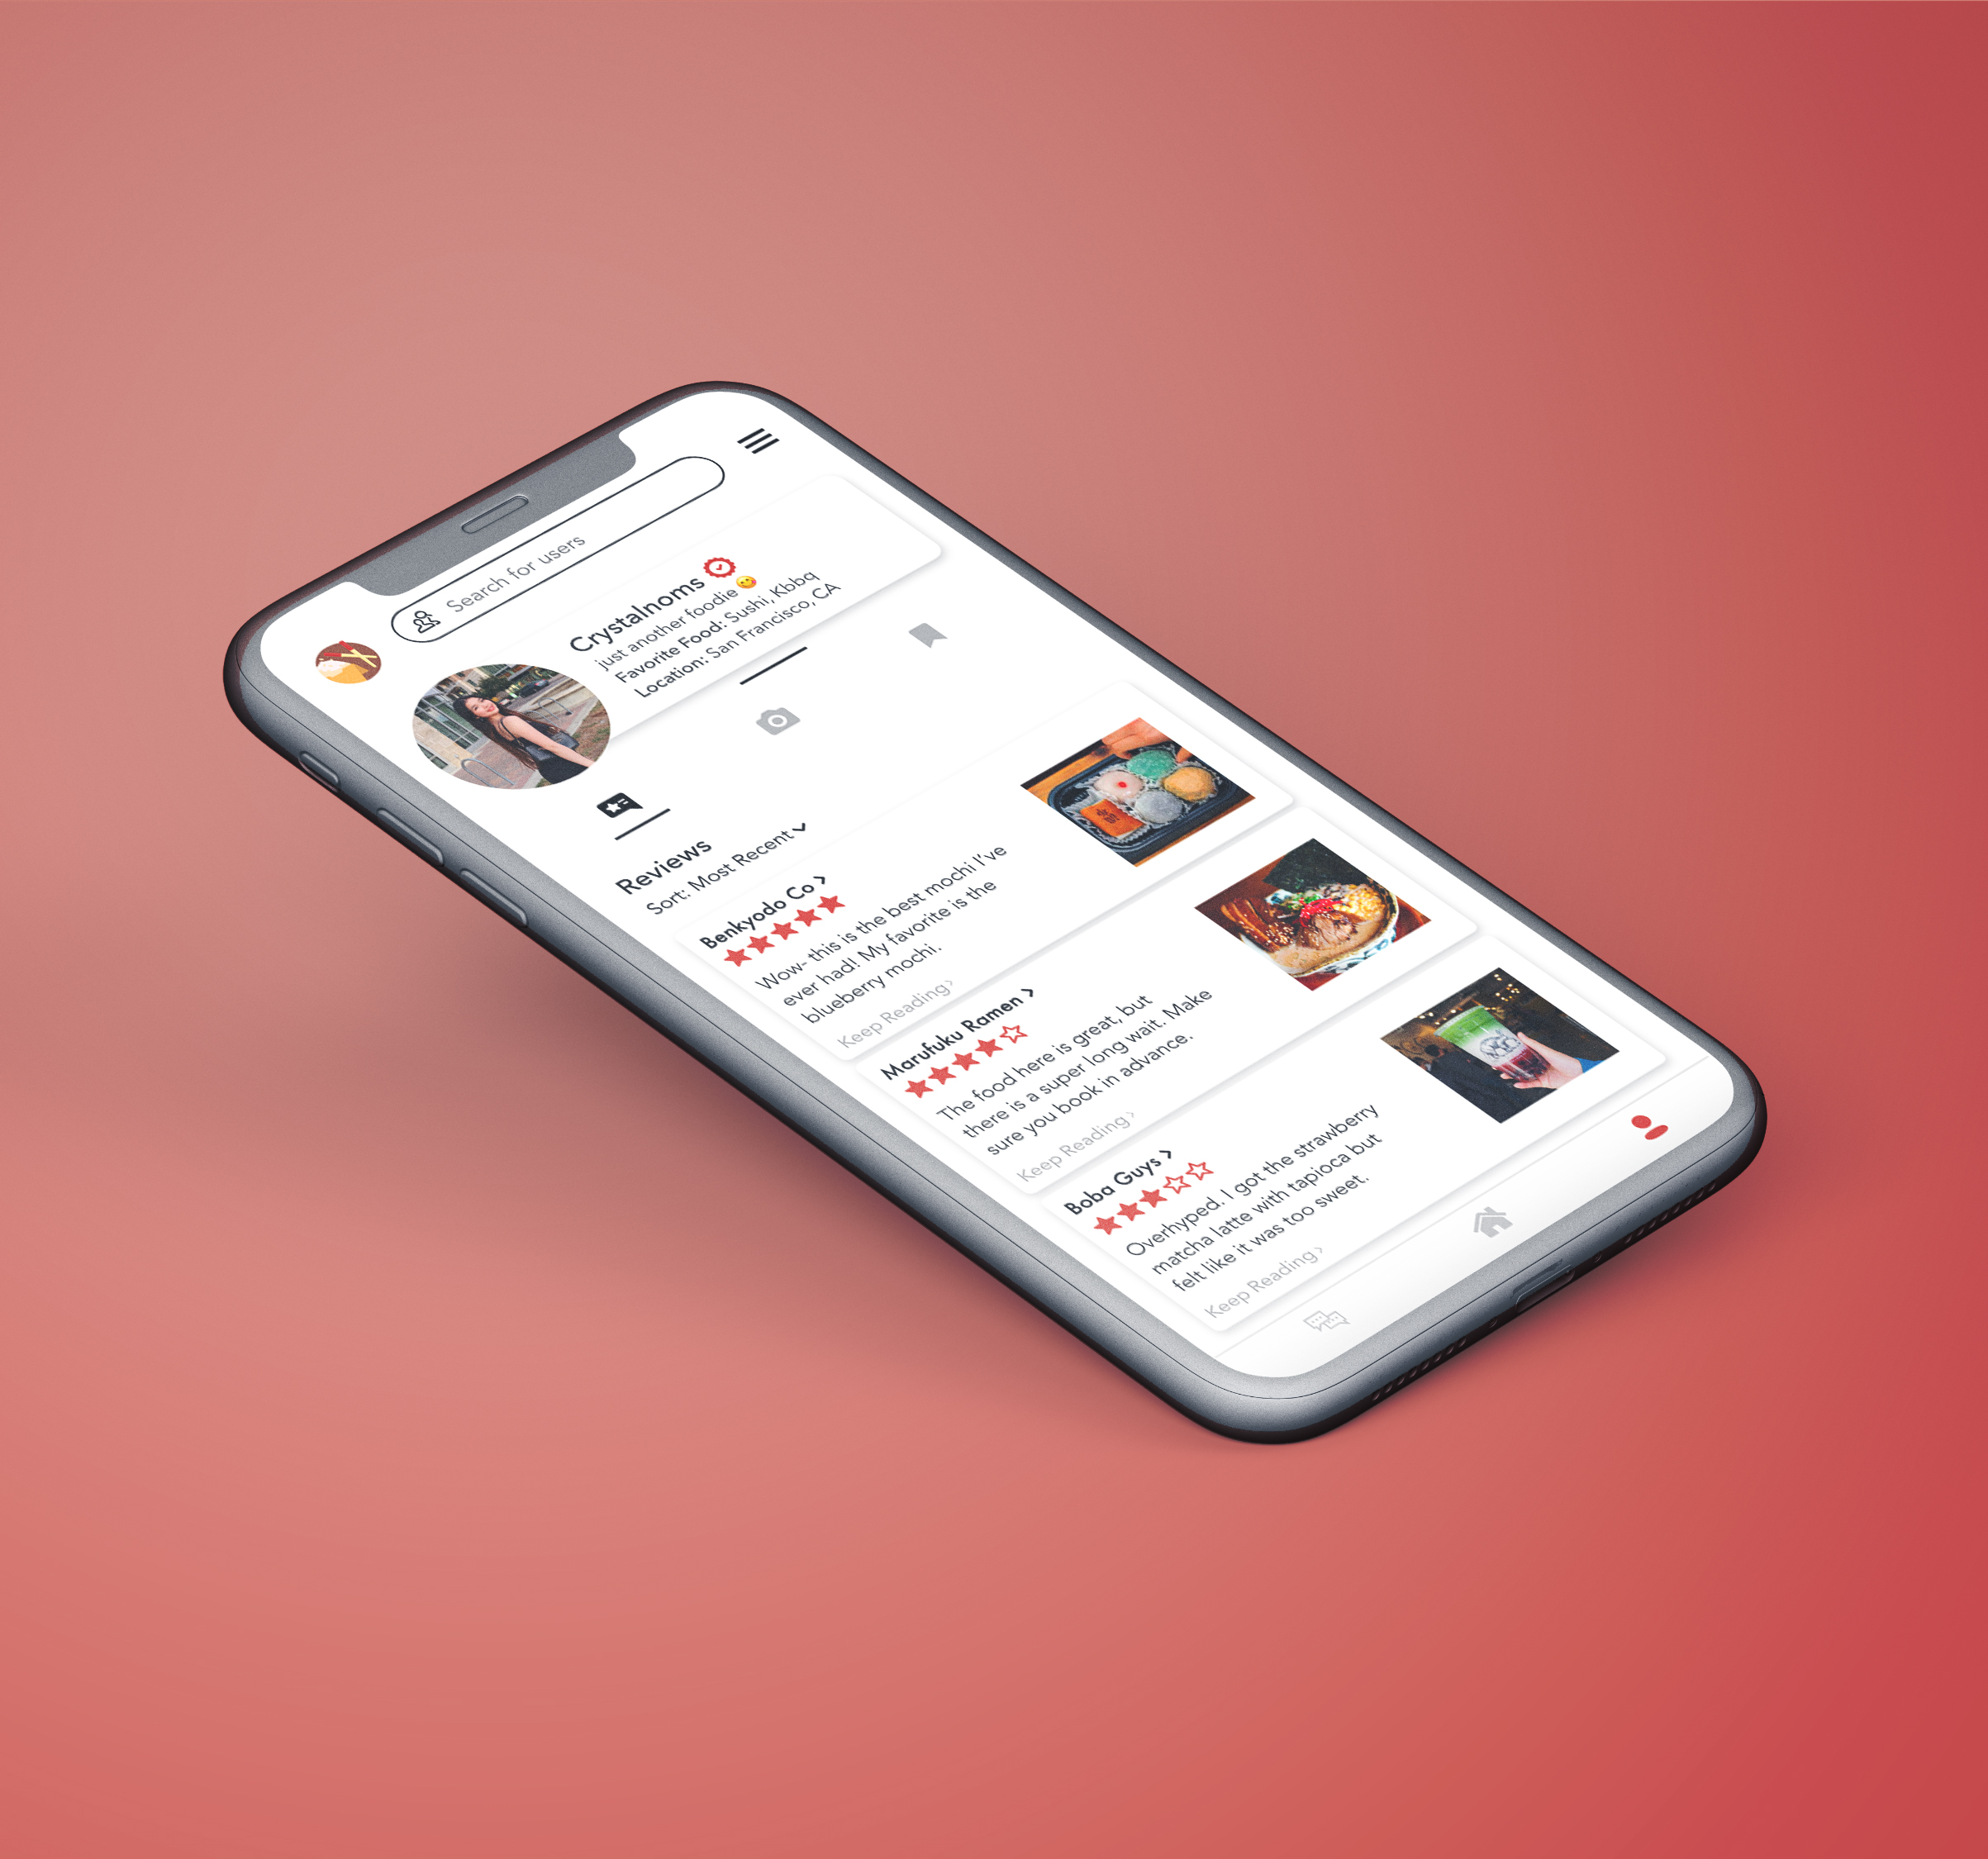 Search for users
Crystalnoms
just another foodie 😋
Favorite Food: Sushi, Kbbq
Location: San Francisco, CA
Reviews
Sort: Most Recent
Benkyodo Co >
Wow- this is the best mochi I've
ever had! My favorite is the
blueberry mochi.
Keep Reading >
Marufuku Ramen >
The food here is great, but
there is a super long wait. Make
sure you book in advance.
Keep Reading >
Boba Guys >
Overhyped. I got the strawberry
matcha latte with tapioca but
felt like it was too sweet.
Keep Reading >